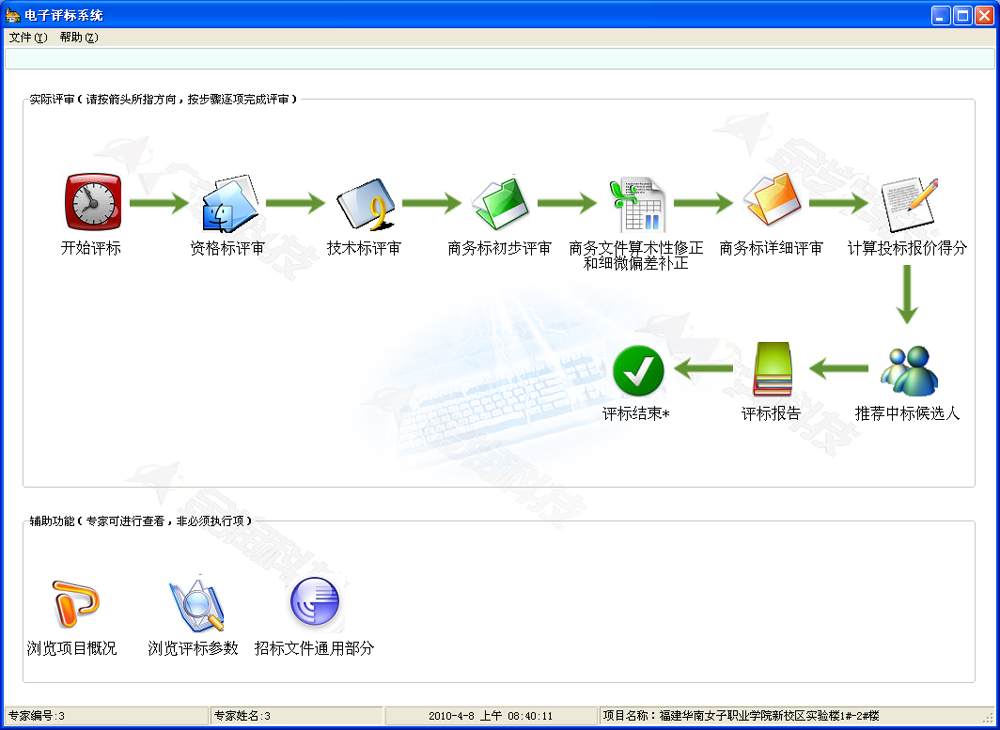 电子评标系统
文件(Y) 帮助(Z)
实际评审(请按箭头所指方向，按步骤逐项完成评审)
开始评标
资格标评审
技术标评审
商务标初步评审
商务文件算术性修正
和细微偏差补正
商务标详细评审
计算投标报价得分
评标结束*
评标报告
推荐中标候选人
辅助功能(专家可进行查看，非必须执行项)
浏览项目概况
浏览评标参数
招标文件通用部分
专家编号:3
专家姓名:3
2010-4-8 上午 08:40:11
项目名称：福建华南女子职业学院新校区实验楼1#-2#楼